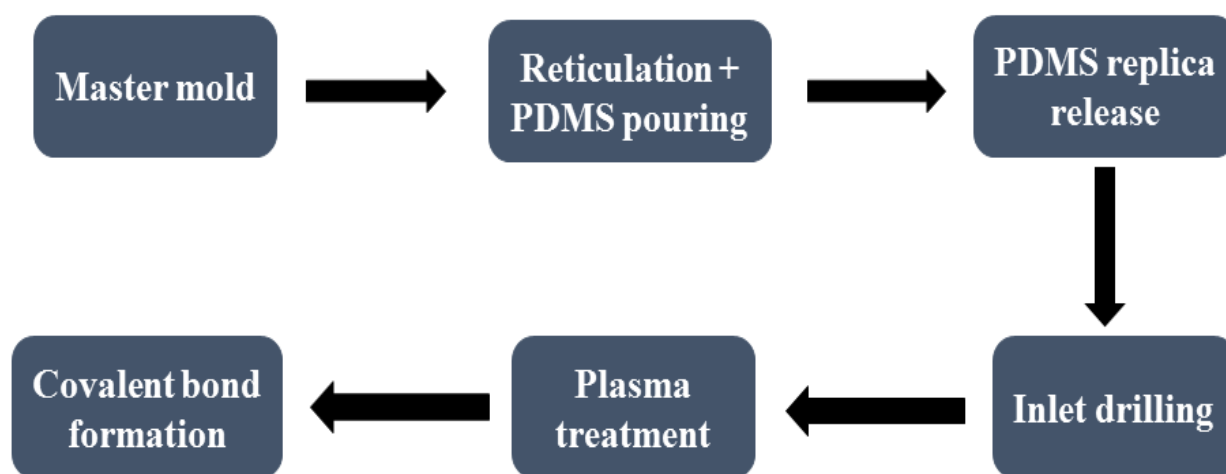 Master mold
Reticulation +
PDMS pouring
PDMS replica
release
Inlet drilling
Plasma
treatment
Covalent bond
formation